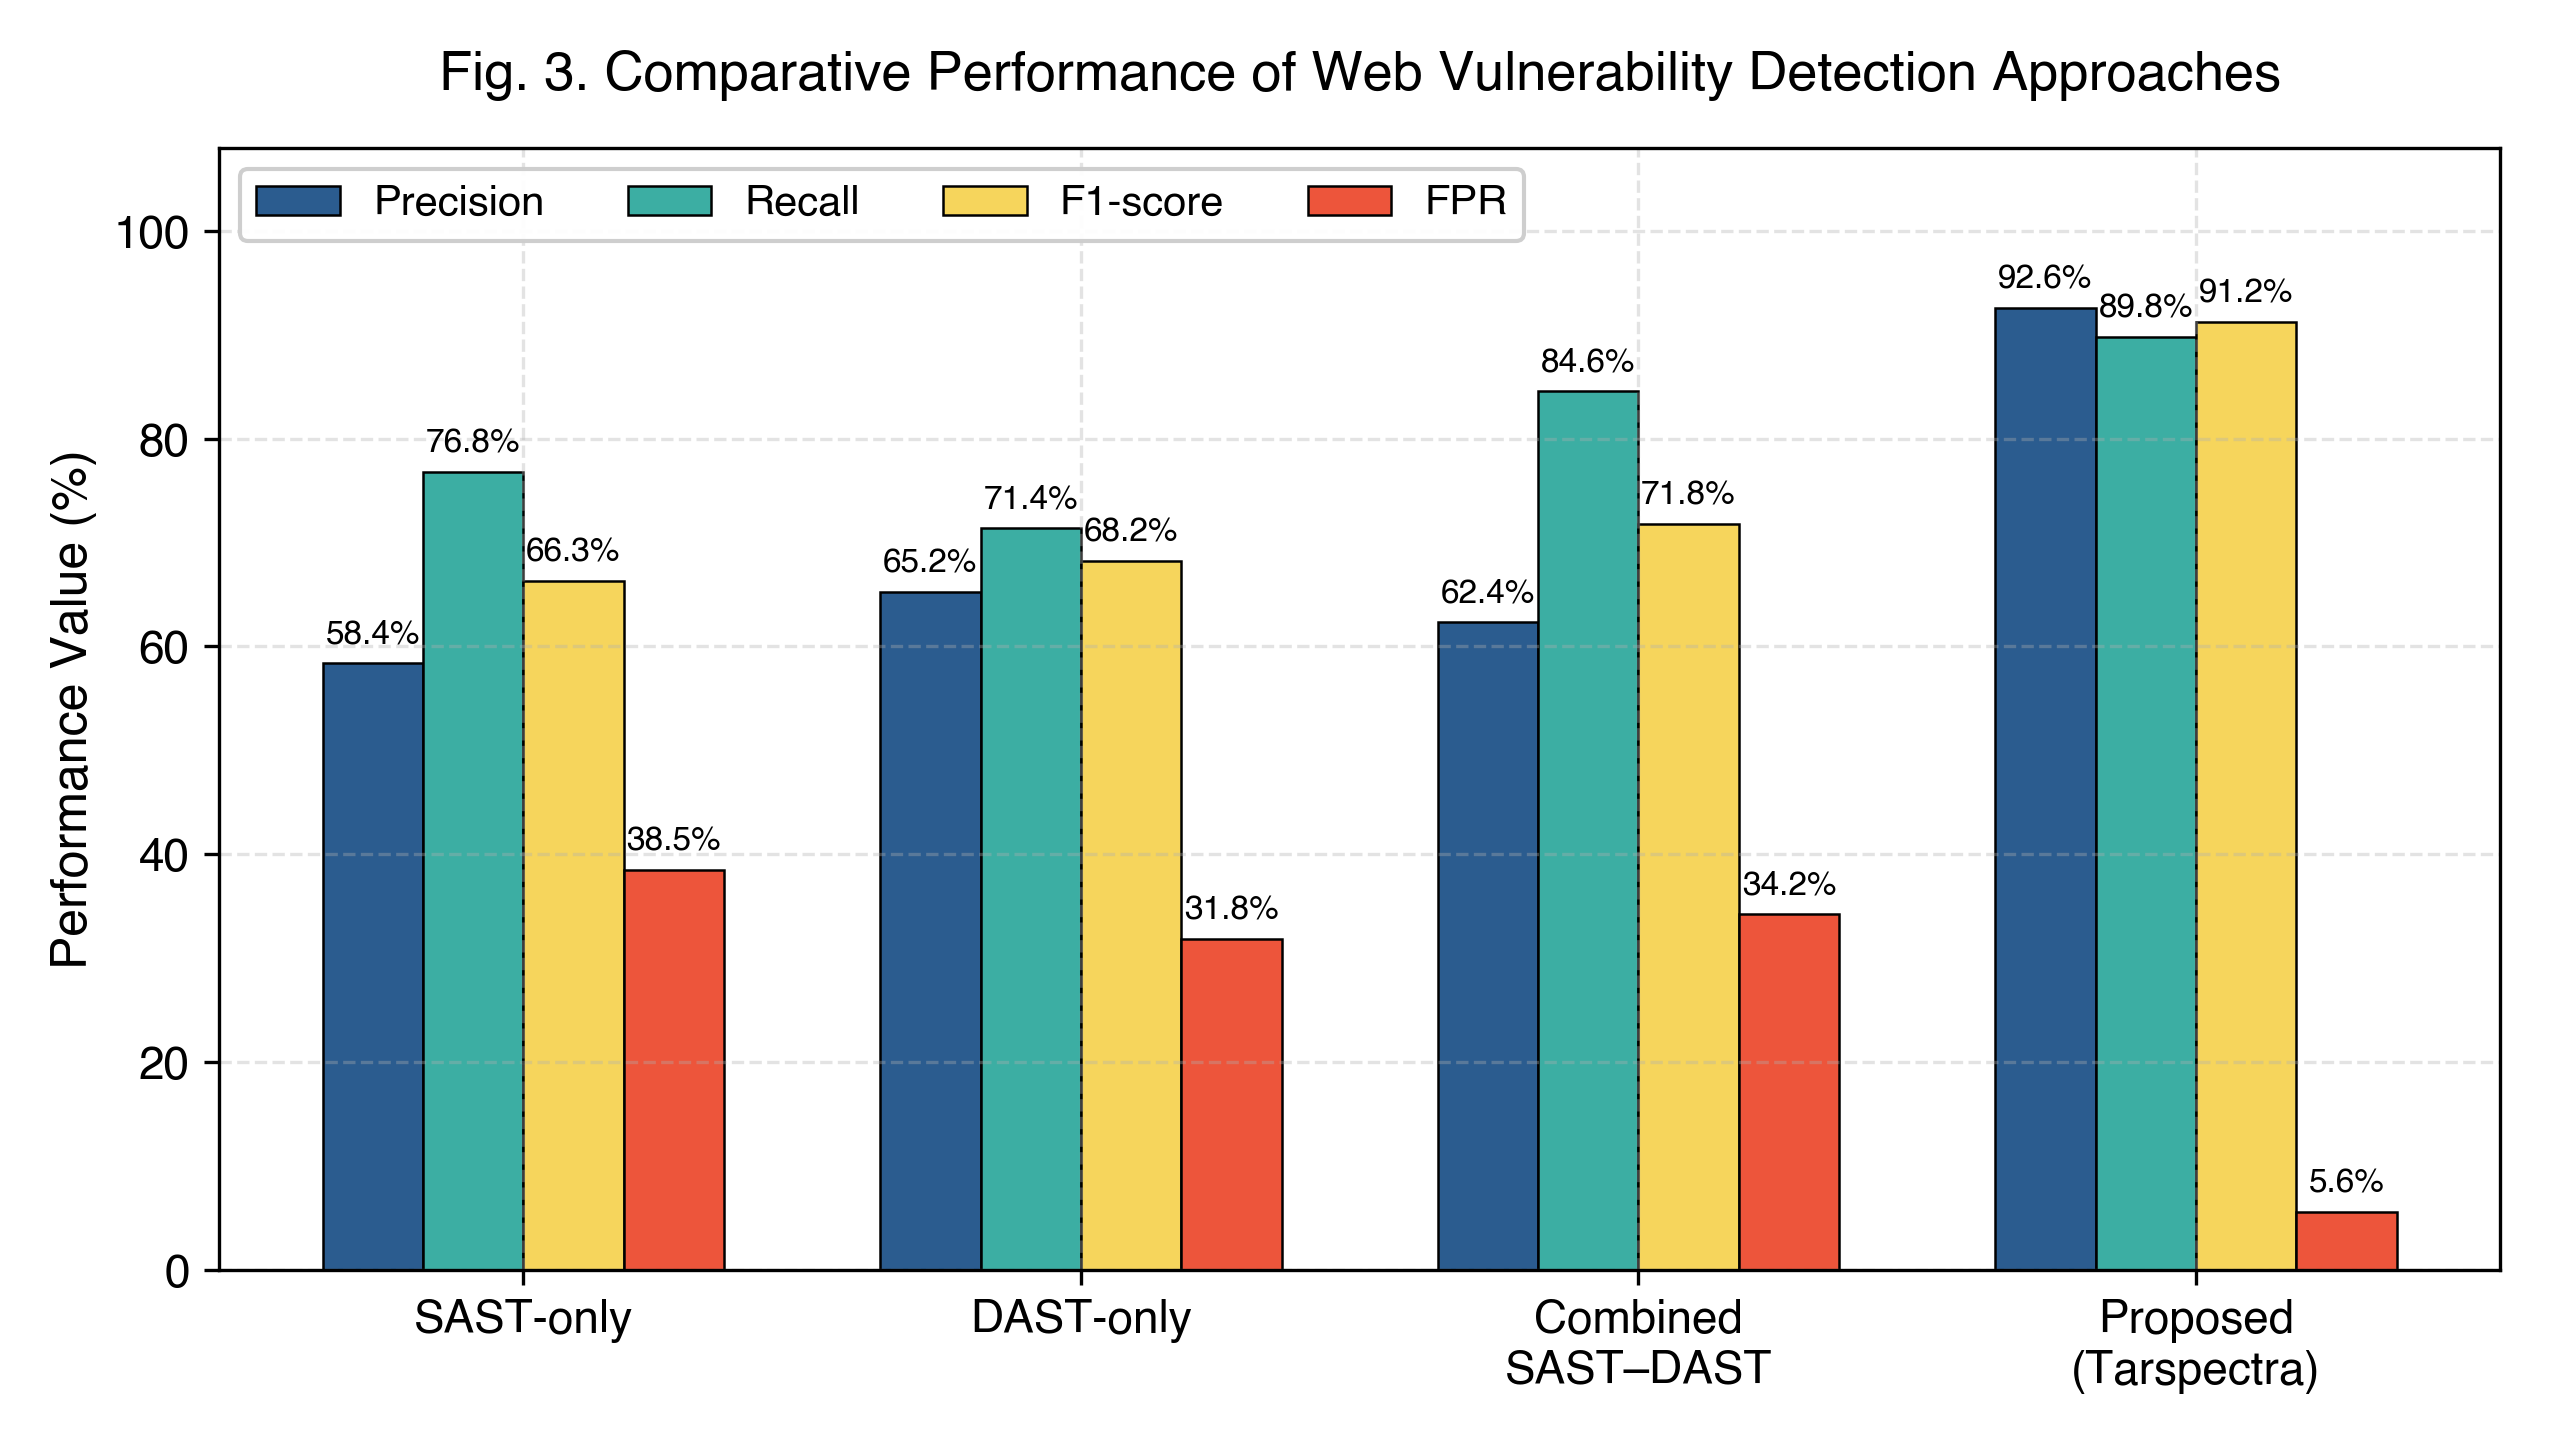 Fig. 3. Comparative Performance of Web Vulnerability Detection Approaches
Precision Recall F1-score FPR
Performance Value (%)
100
80
60
40
20
0
58.4%
76.8%
66.3%
38.5%
65.2%
71.4%
68.2%
31.8%
62.4%
84.6%
71.8%
34.2%
92.6%
89.8%
91.2%
5.6%
SAST-only
DAST-only
Combined
SAST–DAST
Proposed
(Tarspectra)